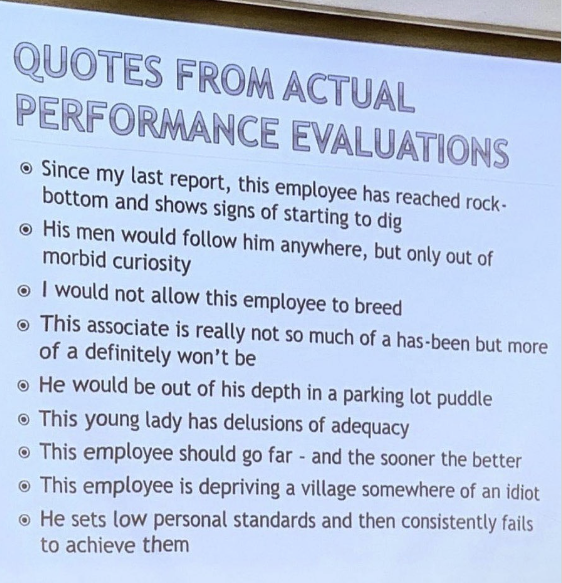 QUOTES FROM ACTUAL
PERFORMANCE EVALUATIONS
Since my last report, this employee has reached rock-
bottom and shows signs of starting to dig
His men would follow him anywhere, but only out of
morbid curiosity
I would not allow this employee to breed
This associate is really not so much of a has-been but more
of a definitely won't be
He would be out of his depth in a parking lot puddle
This young lady has delusions of adequacy
This employee should go far - and the sooner the better
This employee is depriving a village somewhere of an idiot
He sets low personal standards and then consistently fails
to achieve them